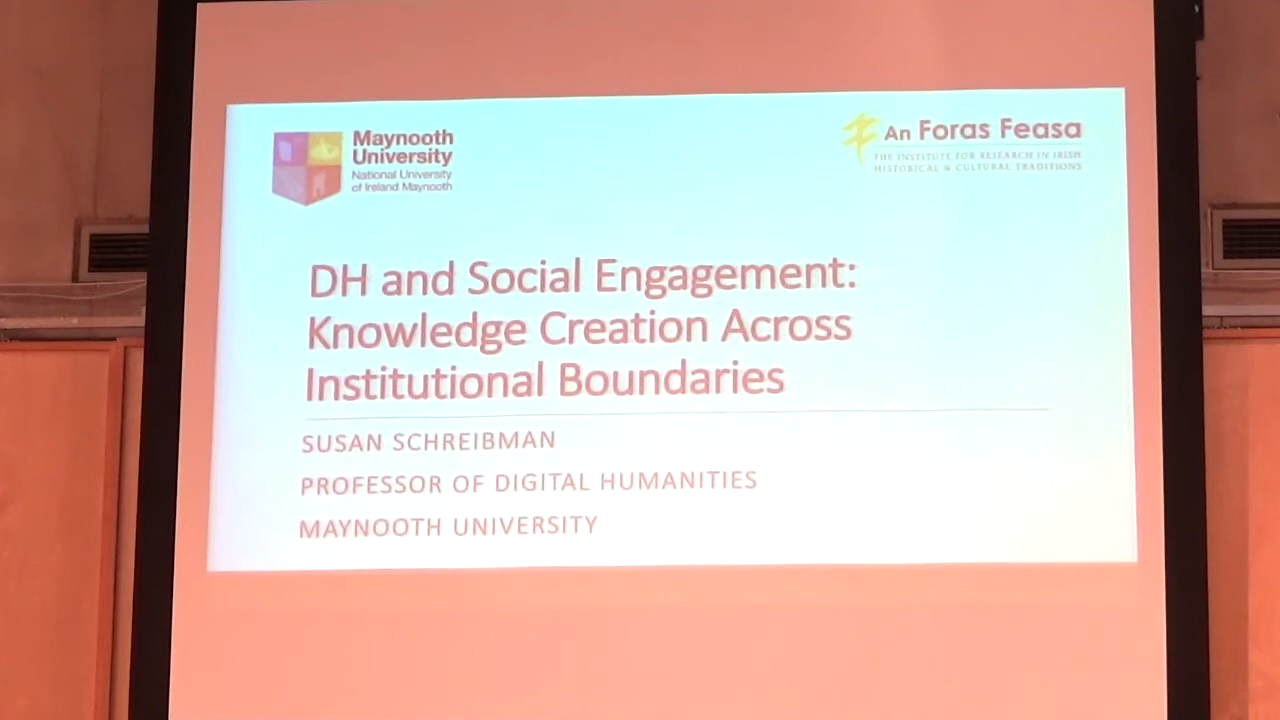 Maynooth
University
National University
of Ireland Maynooth
An Foras Feasa
THE INSTITUTE FOR RESEARCH IN IRISH
HISTORICAL & CULTURAL TRADITIONS
DH and Social Engagement:
Knowledge Creation Across
Institutional Boundaries
SUSAN SCHREIBMAN
PROFESSOR OF DIGITAL HUMANITIES
MAYNOOTH UNIVERSITY